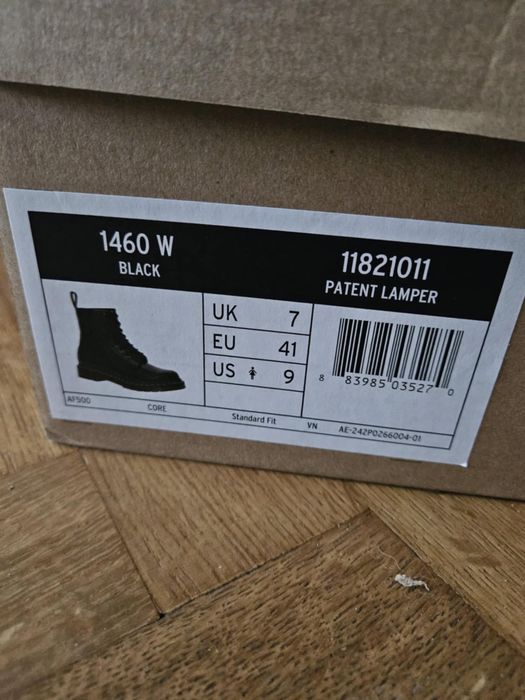 1460 W
BLACK
11821011
PATENT LAMPER
UK 7
EU 41
US 9
8 83985 03527 0
AF500
CORE
Standard Fit
VN
AE-242P0266004-01